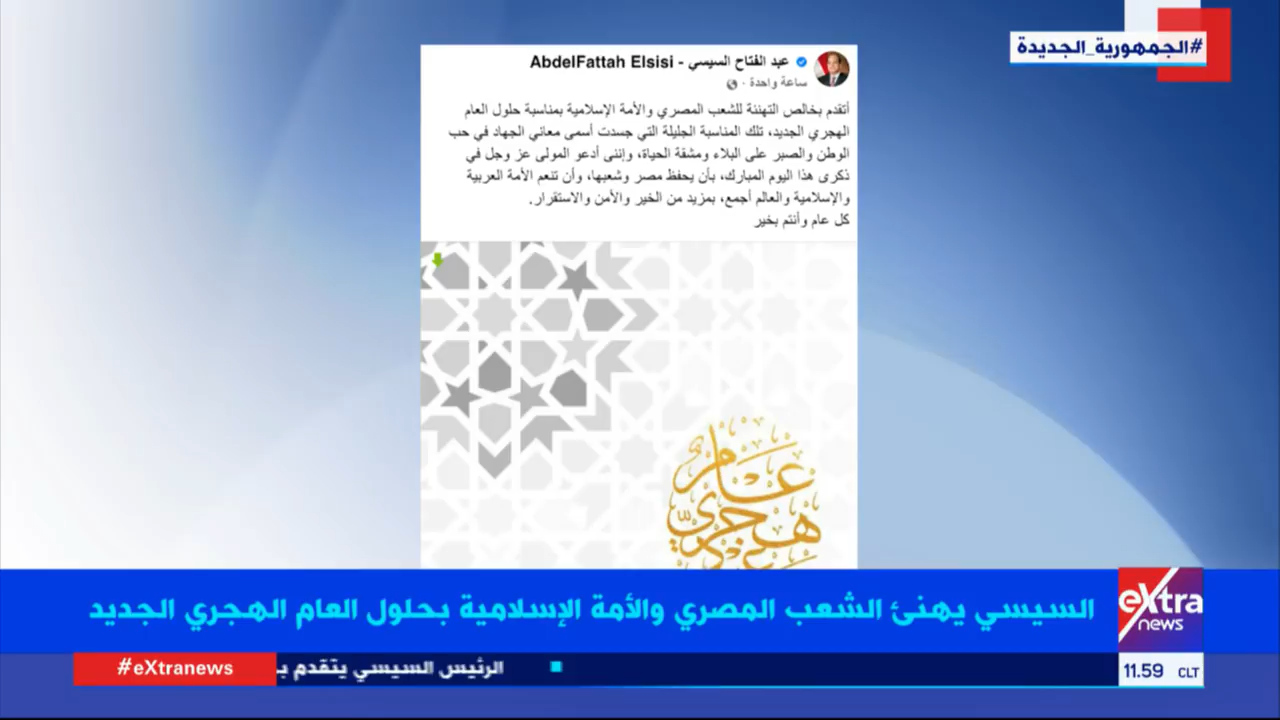 #الجمهورية_الجديدة
عبد الفتاح السيسي - AbdelFattah Elsisi
ساعة واحدة ·
أتقدم بخالص التهنئة للشعب المصري والأمة الإسلامية بمناسبة حلول العام
الهجري الجديد، تلك المناسبة الجليلة التي جسدت أسمى معاني الجهاد في حب
الوطن والصبر على البلاء ومشقة الحياة، وإننى أدعو المولى عز وجل في
ذكرى هذا اليوم المبارك، بأن يحفظ مصر وشعبها، وأن تنعم الأمة العربية
والإسلامية والعالم أجمع، بمزيد من الخير والأمن والاستقرار.
كل عام وأنتم بخير
عام
هجري
السيسي يهنئ الشعب المصري والأمة الإسلامية بحلول العام الهجري الجديد
eXtra
news
الرئيس السيسي يتقدم بـ
#eXtranews
11.59 CLT